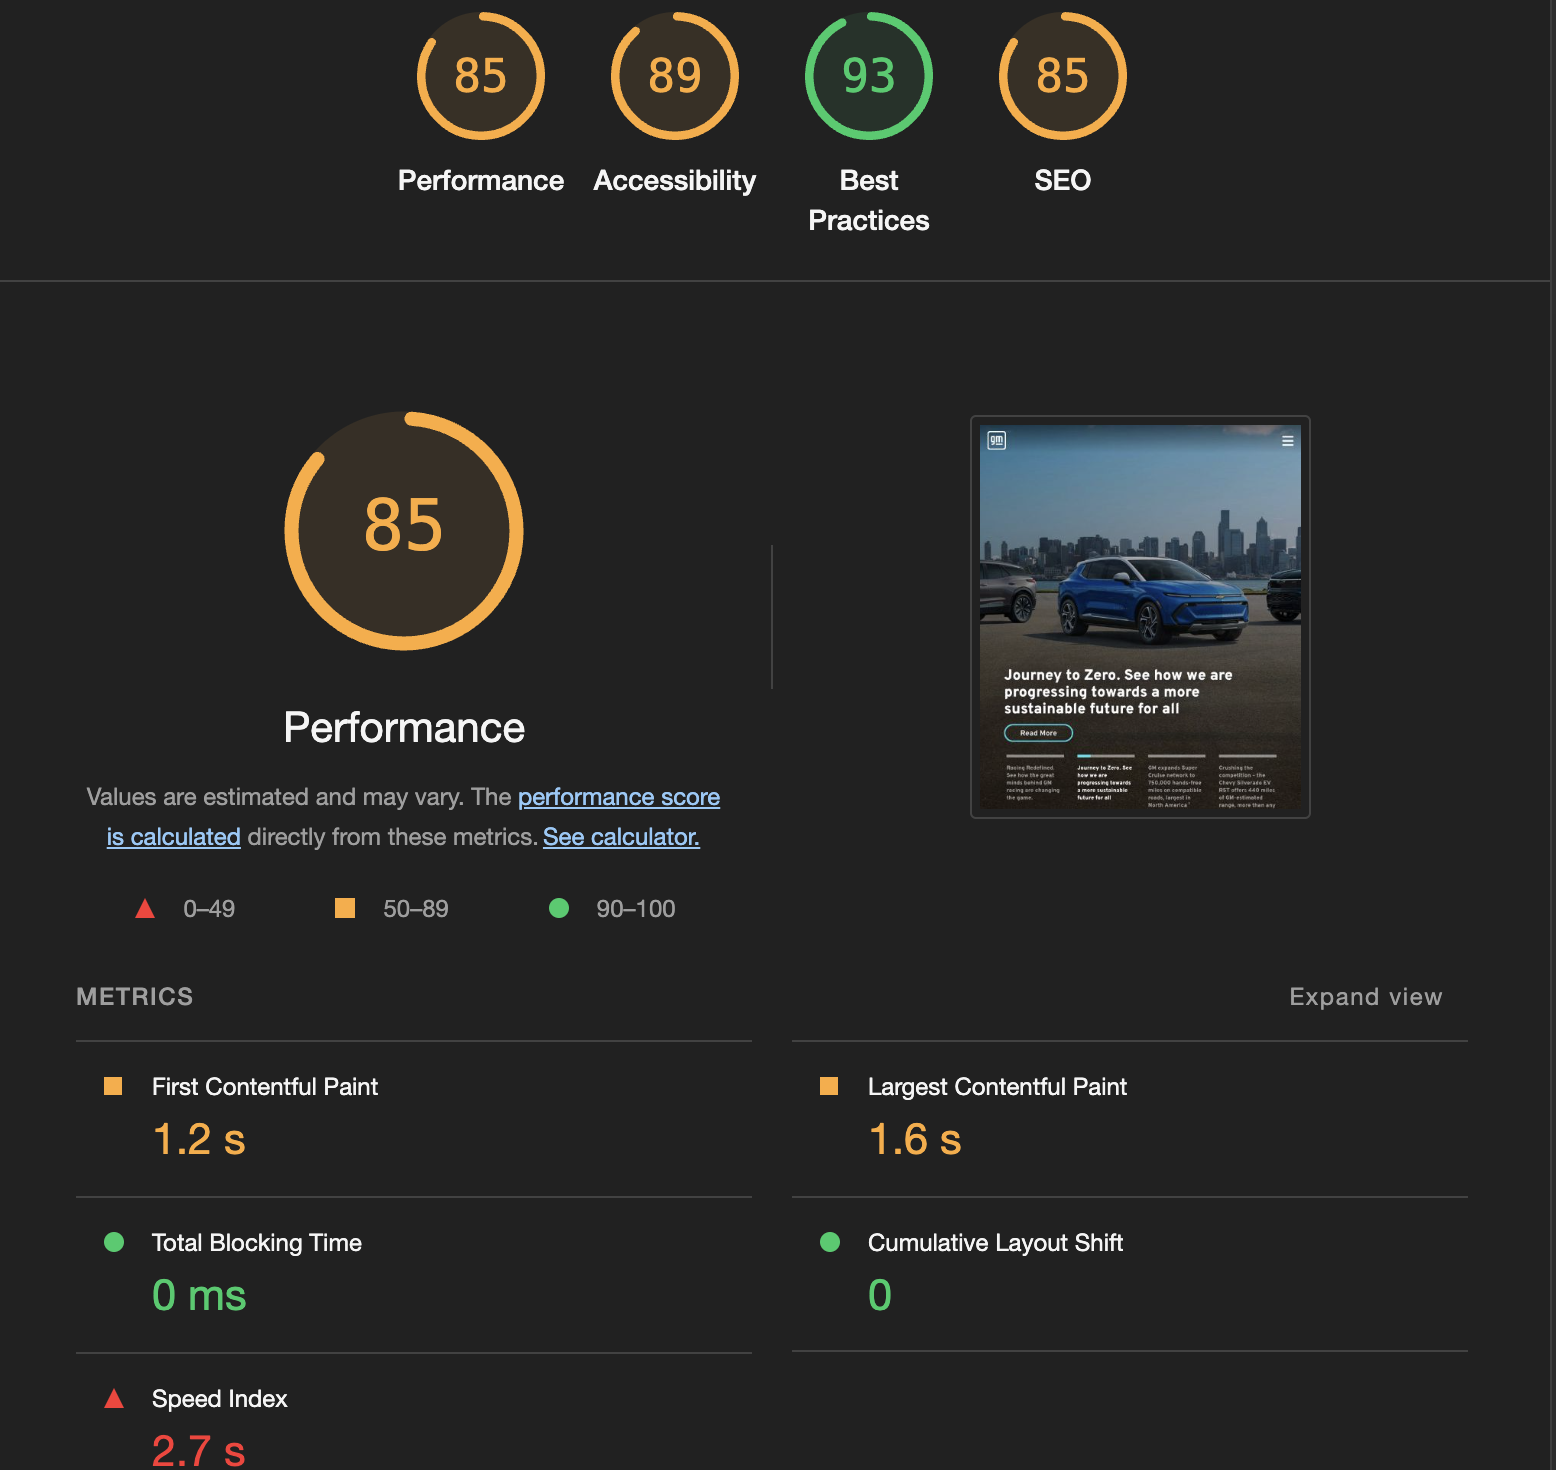 85
89
93
85
Performance
Accessibility
Best
Practices
SEO
85
Performance
Values are estimated and may vary. The performance score
is calculated directly from these metrics. See calculator.
0–49
50–89
90–100
gm
Journey to Zero. See how we are
progressing towards a more
sustainable future for all
Read More
Racing Redefined.
See how the great
minds behind GM
racing are changing
the game.
Journey to Zero. See
how we are
progressing towards
a more sustainable
future for all
GM expands Super
Cruise network to
750,000 hands-free
miles on compatible
roads, largest in
North America
Crushing the
competition – the
Chevy Silverado EV
RST offers 440 miles
of GM-estimated
range, more than any
METRICS
Expand view
First Contentful Paint
1.2 s
Largest Contentful Paint
1.6 s
Total Blocking Time
0 ms
Cumulative Layout Shift
0
Speed Index
2.7 s